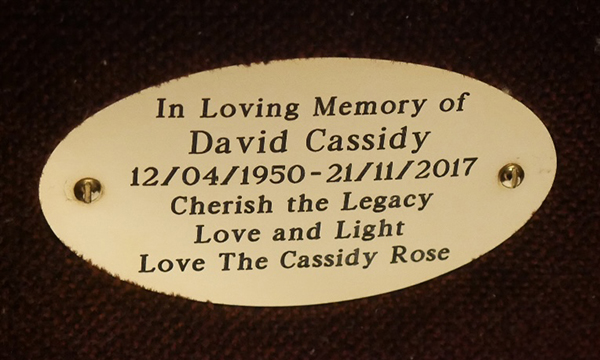 In Loving Memory of
David Cassidy
12/04/1950-21/11/2017
Cherish the Legacy
Love and Light
Love The Cassidy Rose